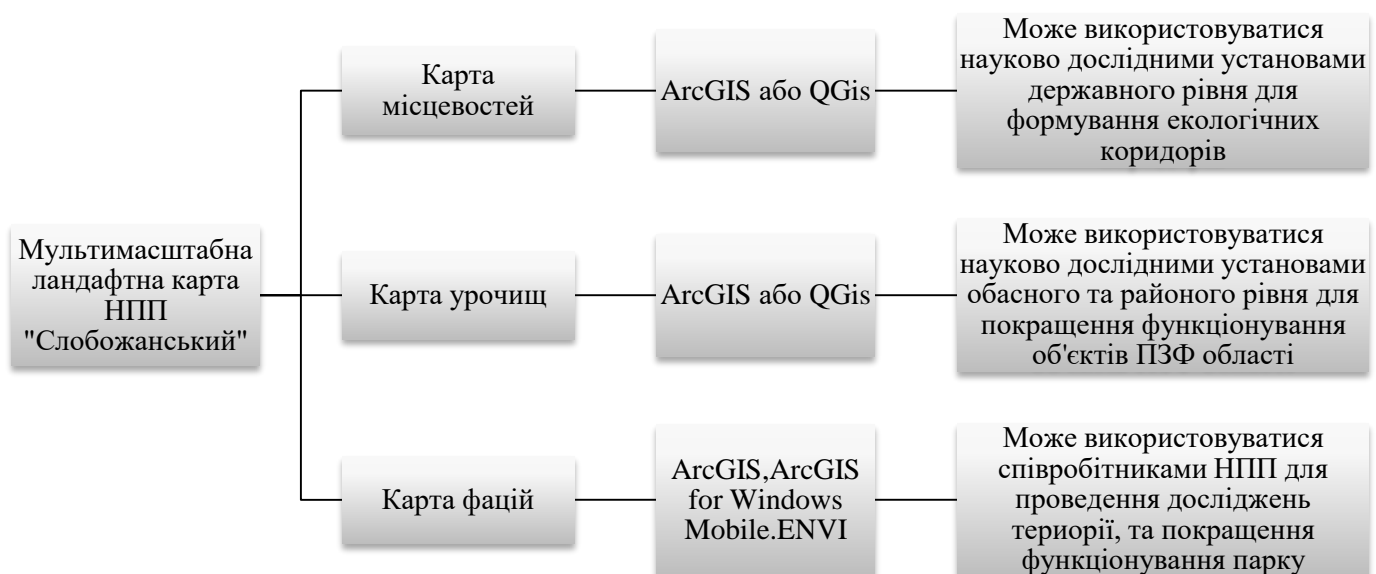 Мультимасштабна
ландафтна карта
НПП
"Слобожанський"
Карта
місцевостей
ArcGIS або QGis
Може використовуватися
науково дослідними установами
державного рівня для
формування екологічних
коридорів
Карта урочищ
ArcGIS або QGis
Може використовуватися
науково дослідними установами
обасного та районого рівня для
покращення функціонування
об'єктів ПЗФ області
Карта фацій
ArcGIS,ArcGIS
for Windows
Mobile.ENVI
Може використовуватися
співробітниками НПП для
проведення досліджень
териорії, та покращення
функціонування парку